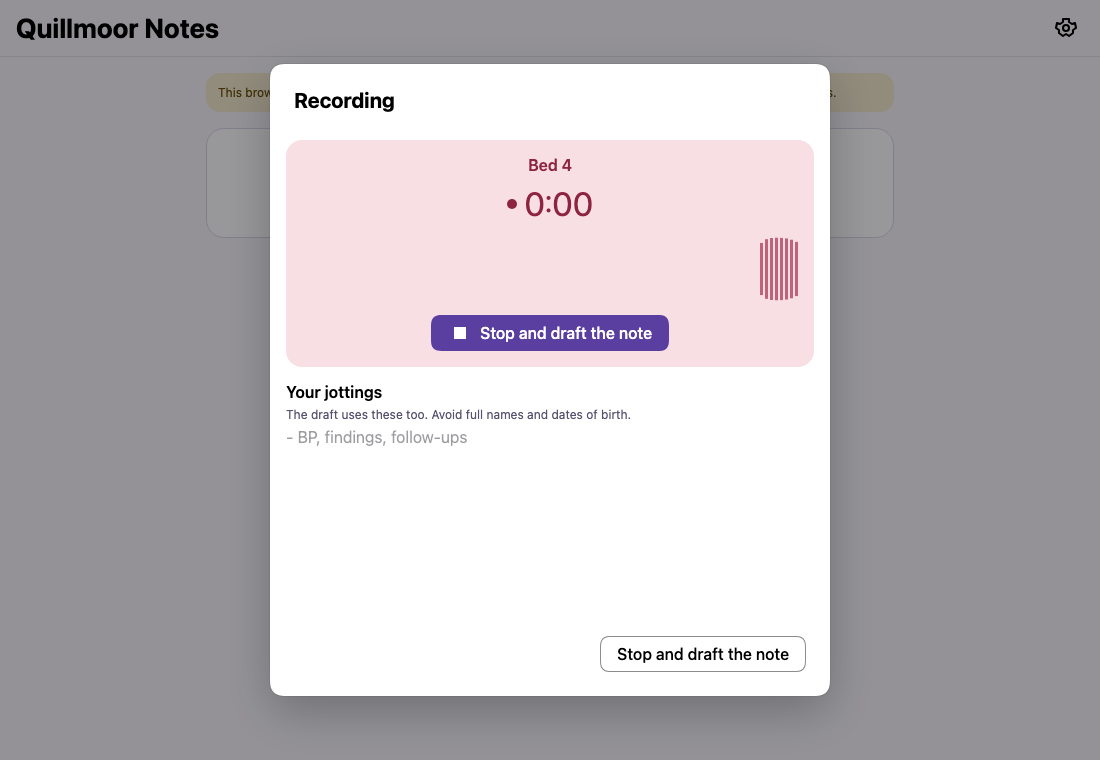 Quillmoor Notes
This brow
s.
Recording
Bed 4
0:00
Stop and draft the note
Your jottings
The draft uses these too. Avoid full names and dates of birth.
- BP, findings, follow-ups
Stop and draft the note